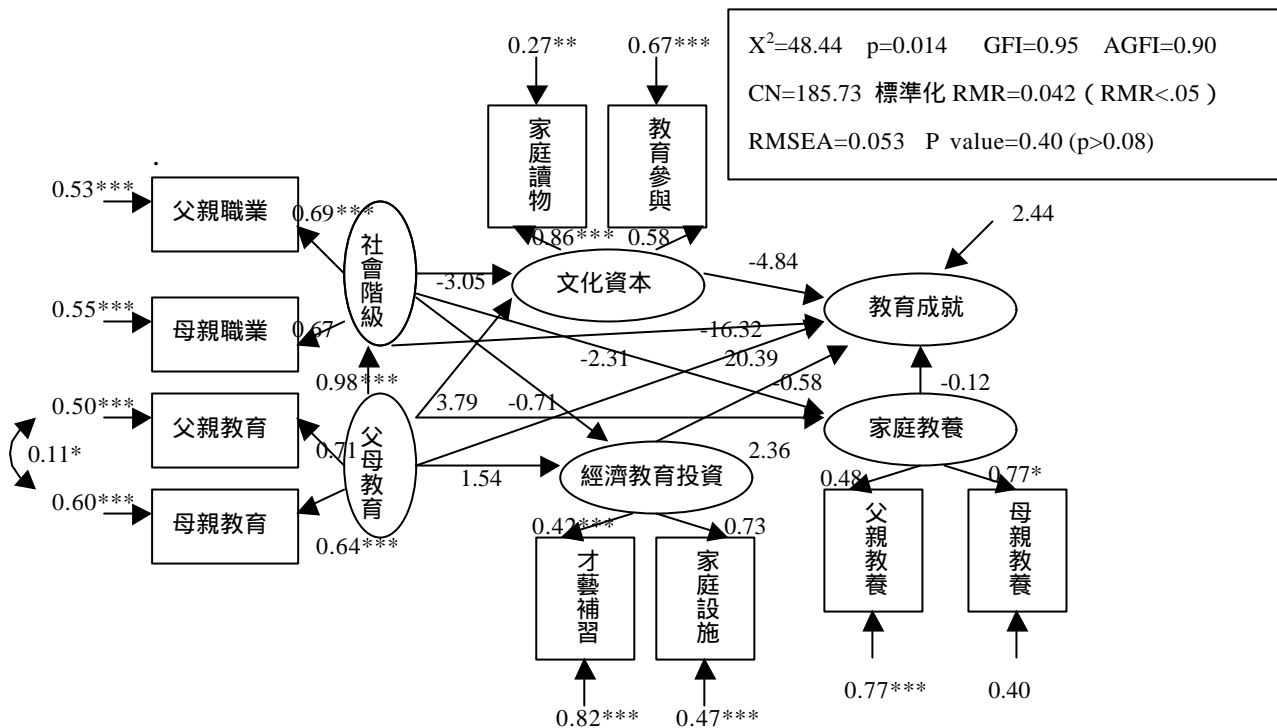 X²=48.44 p=0.014 GFI=0.95 AGFI=0.90
CN=185.73 標準化 RMR=0.042（RMR<.05）
RMSEA=0.053 P value=0.40 (p>0.08)
0.27**
0.67***
家庭讀物
教育參與
0.86***
0.58
文化資本
0.53***
父親職業
0.69***
0.55***
母親職業
0.67
社會階級
0.98***
0.50***
父親教育
0.71
0.11*
0.60***
母親教育
0.64***
父母教育
-3.05
-4.84
2.44
教育成就
-16.32
20.39
-2.31
-0.58
-0.12
3.79
-0.71
家庭教養
2.36
1.54
經濟教育投資
0.42***
0.73
才藝補習
家庭設施
0.82***
0.47***
0.48
0.77*
父親教養
母親教養
0.77***
0.40